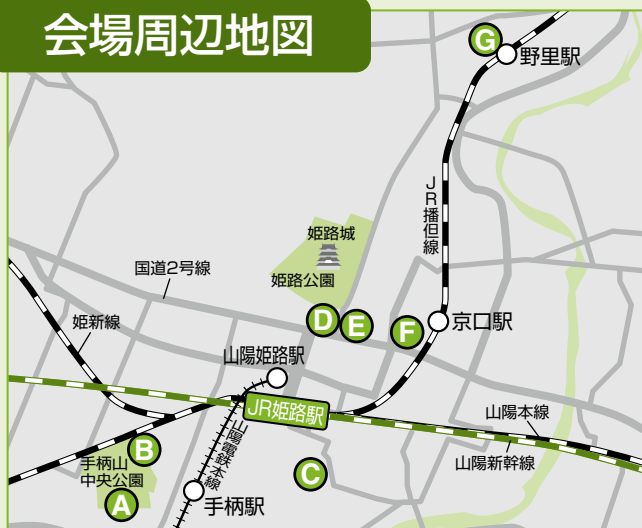 会場周辺地図
G
野里駅
JR播但線
姫路城
姫路公園
国道2号線
姫新線
D
E
F
京口駅
山陽姫路駅
JR姫路駅
山陽本線
山陽新幹線
山陽電鉄本線
B
手柄山
中央公園
A
C
手柄駅